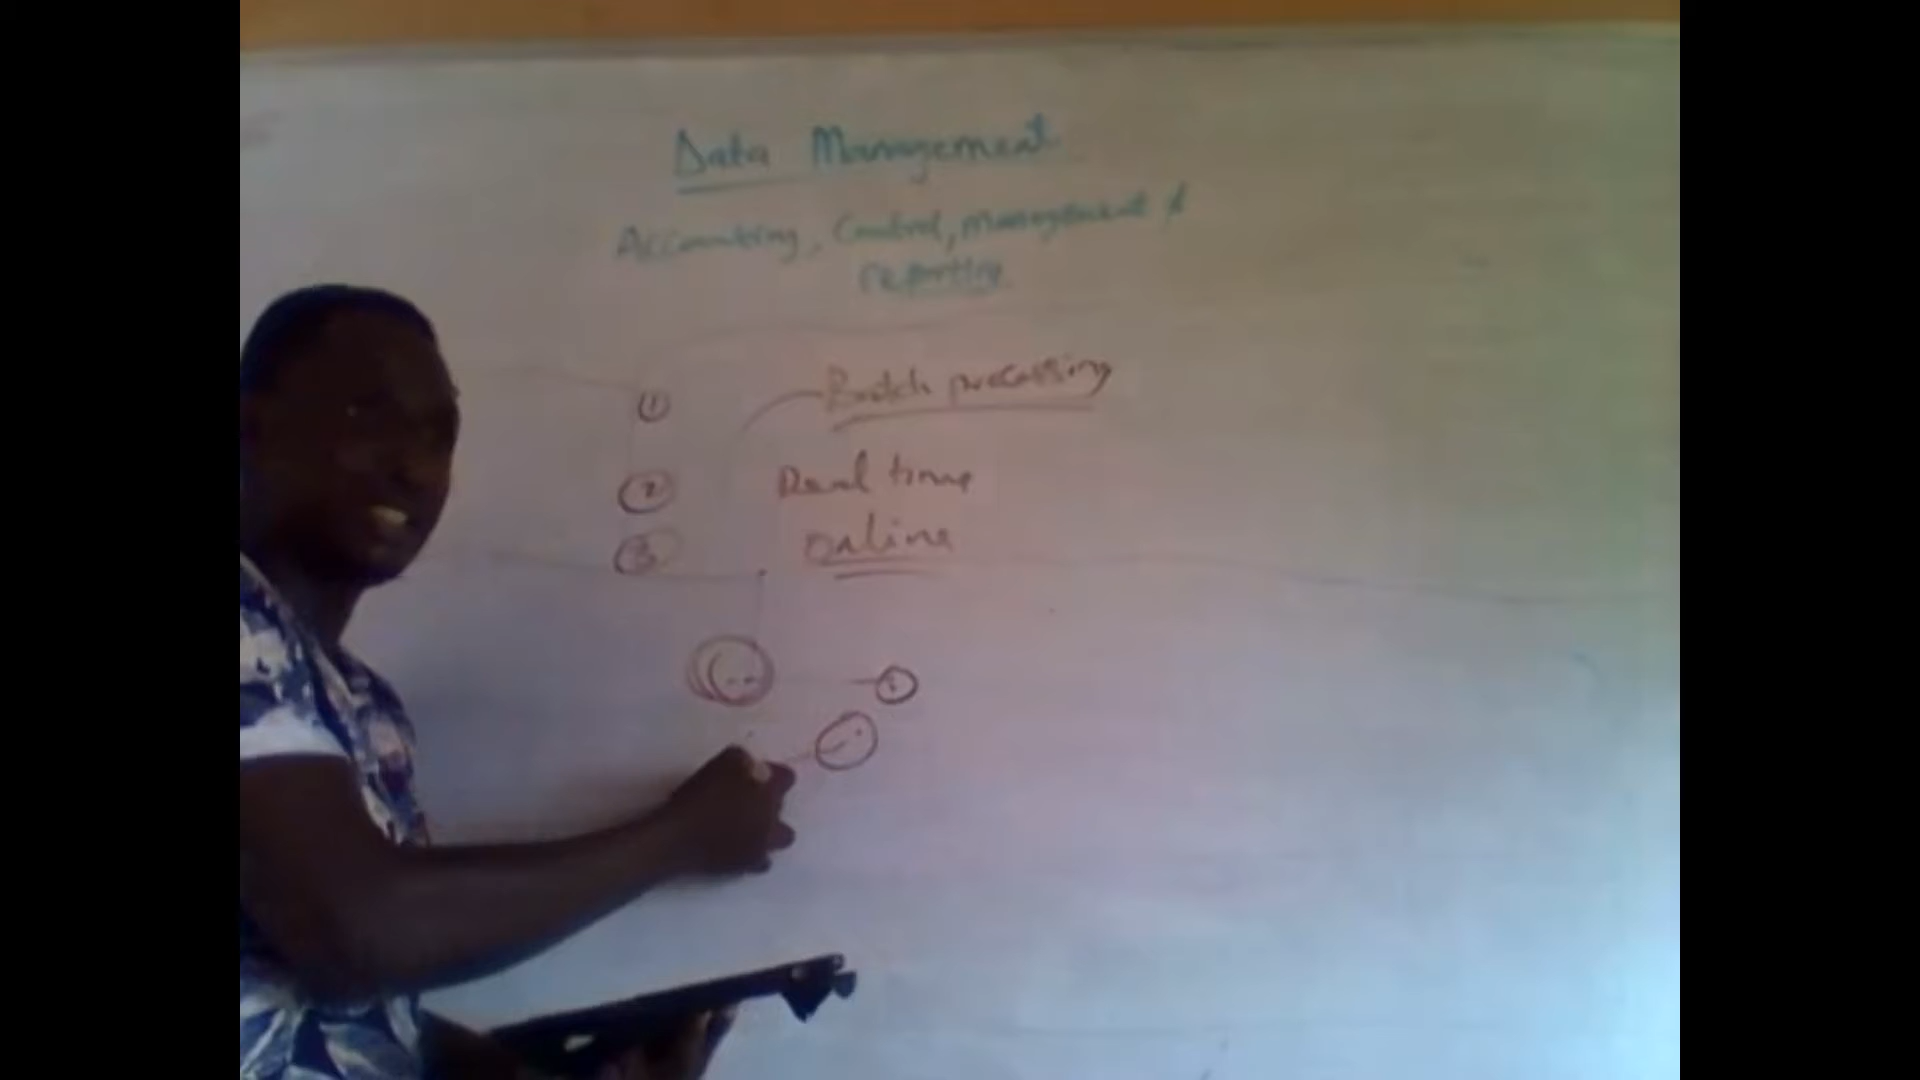 Data Management
Accounting, Control, management &
reporting
① Batch processing
② Real time
③ online